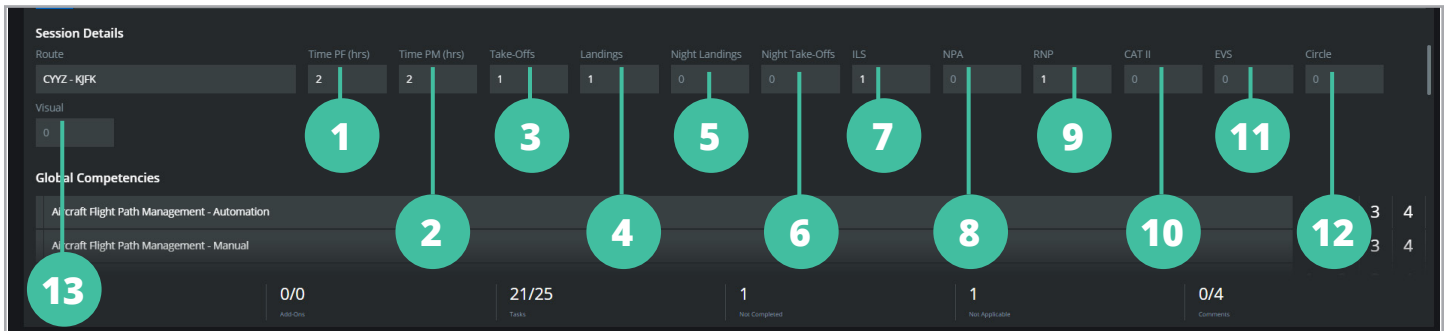 Session Details
Route Time PF (hrs) Time PM (hrs) Take-Offs Landings Night Landings Night Take-Offs ILS NPA RNP CAT II EVS Circle
CYYZ - KJFK 2 2 1 1 0 0 1 0 1 0 0 0
Visual
0
1 3 5 7 9 11
Global Competencies
Aircraft Flight Path Management - Automation 3 4
2 4 6 8 10 12
Aircraft Flight Path Management - Manual 3 4
13
0/0 21/25 1 1 0/4
Add-Ons Tasks Not Completed Not Applicable Comments